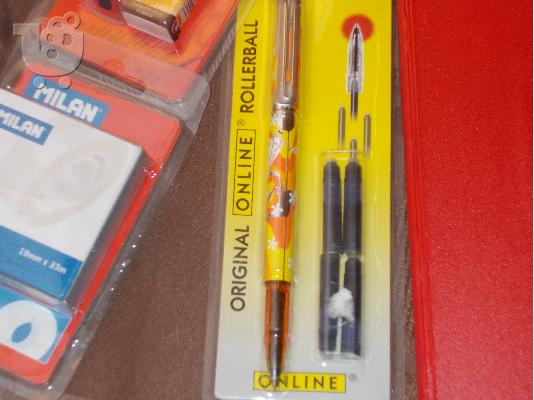 MILAN
MILAN
19mm x 33m
ORIGINAL ONLINE® ROLLERBALL
ONLINE®